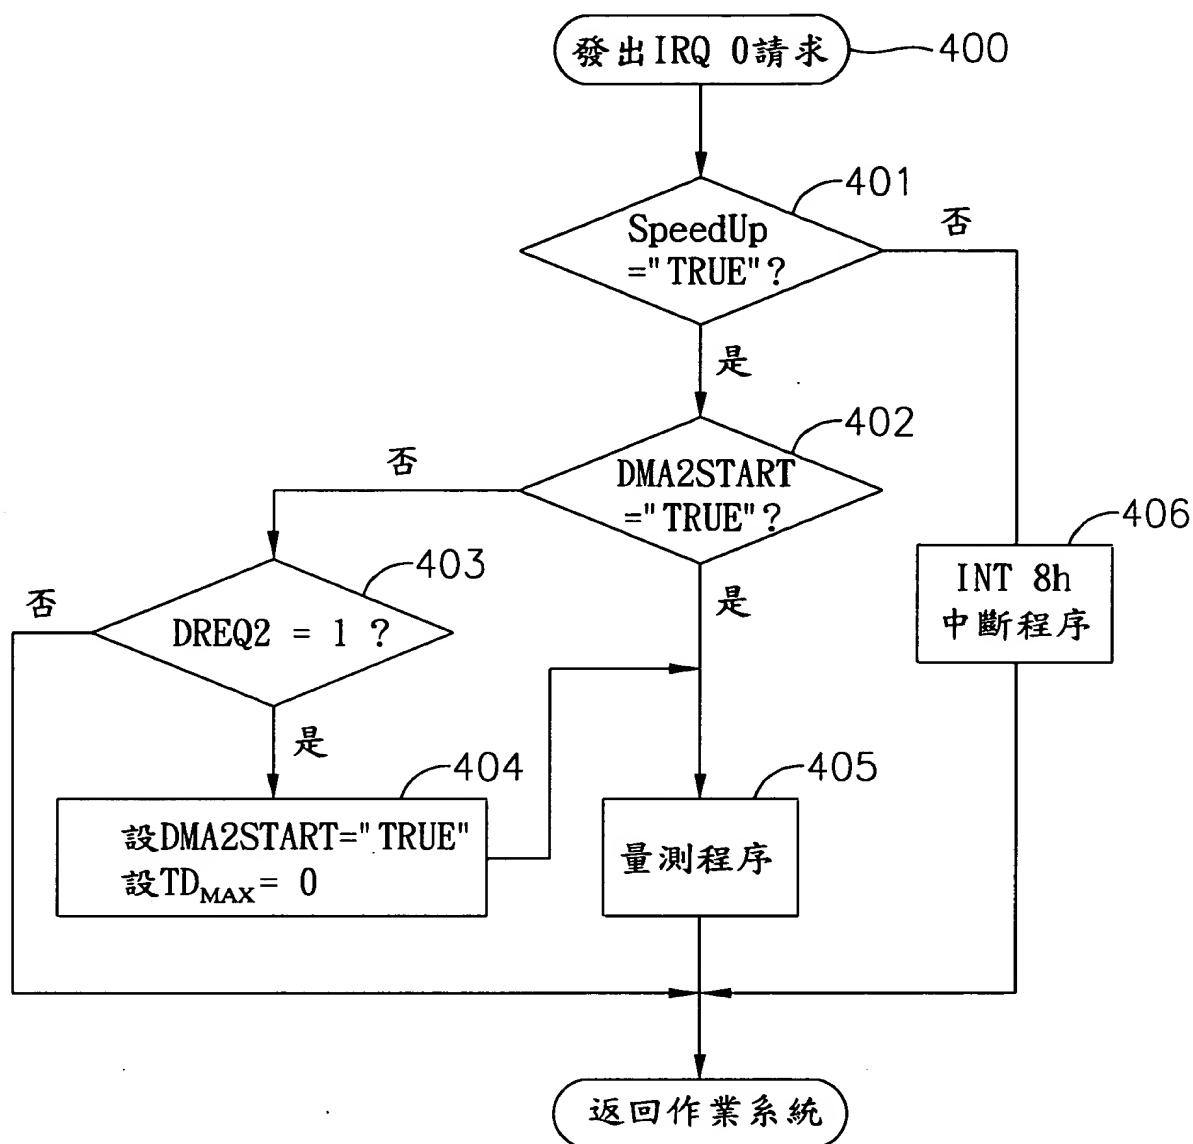 發出IRQ 0請求
400
401
SpeedUp
="TRUE"?
否
是
402
DMA2START
="TRUE"?
否
是
406
INT 8h
中斷程序
403
DREQ2 = 1 ?
否
是
404
設DMA2START="TRUE"
設TDMAX= 0
405
量測程序
返回作業系統